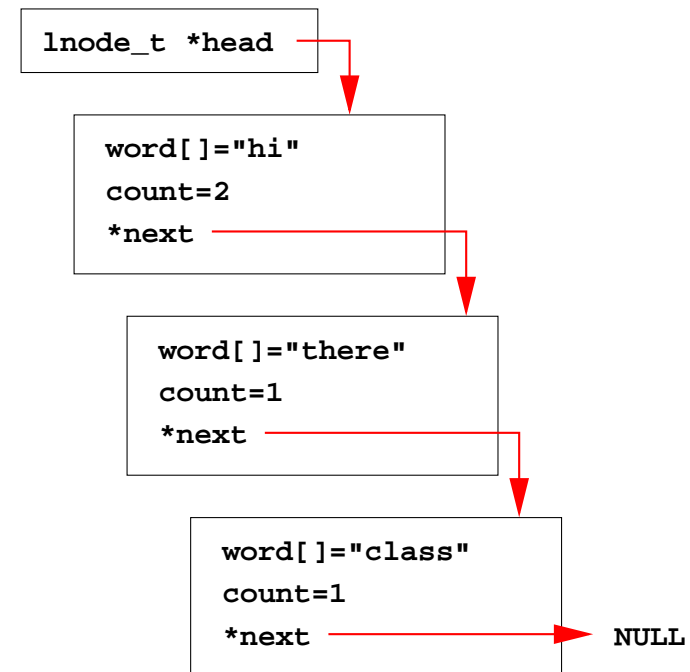 lnode_t *head
word[]="hi"
count=2
*next
word[]="there"
count=1
*next
word[]="class"
count=1
*next NULL